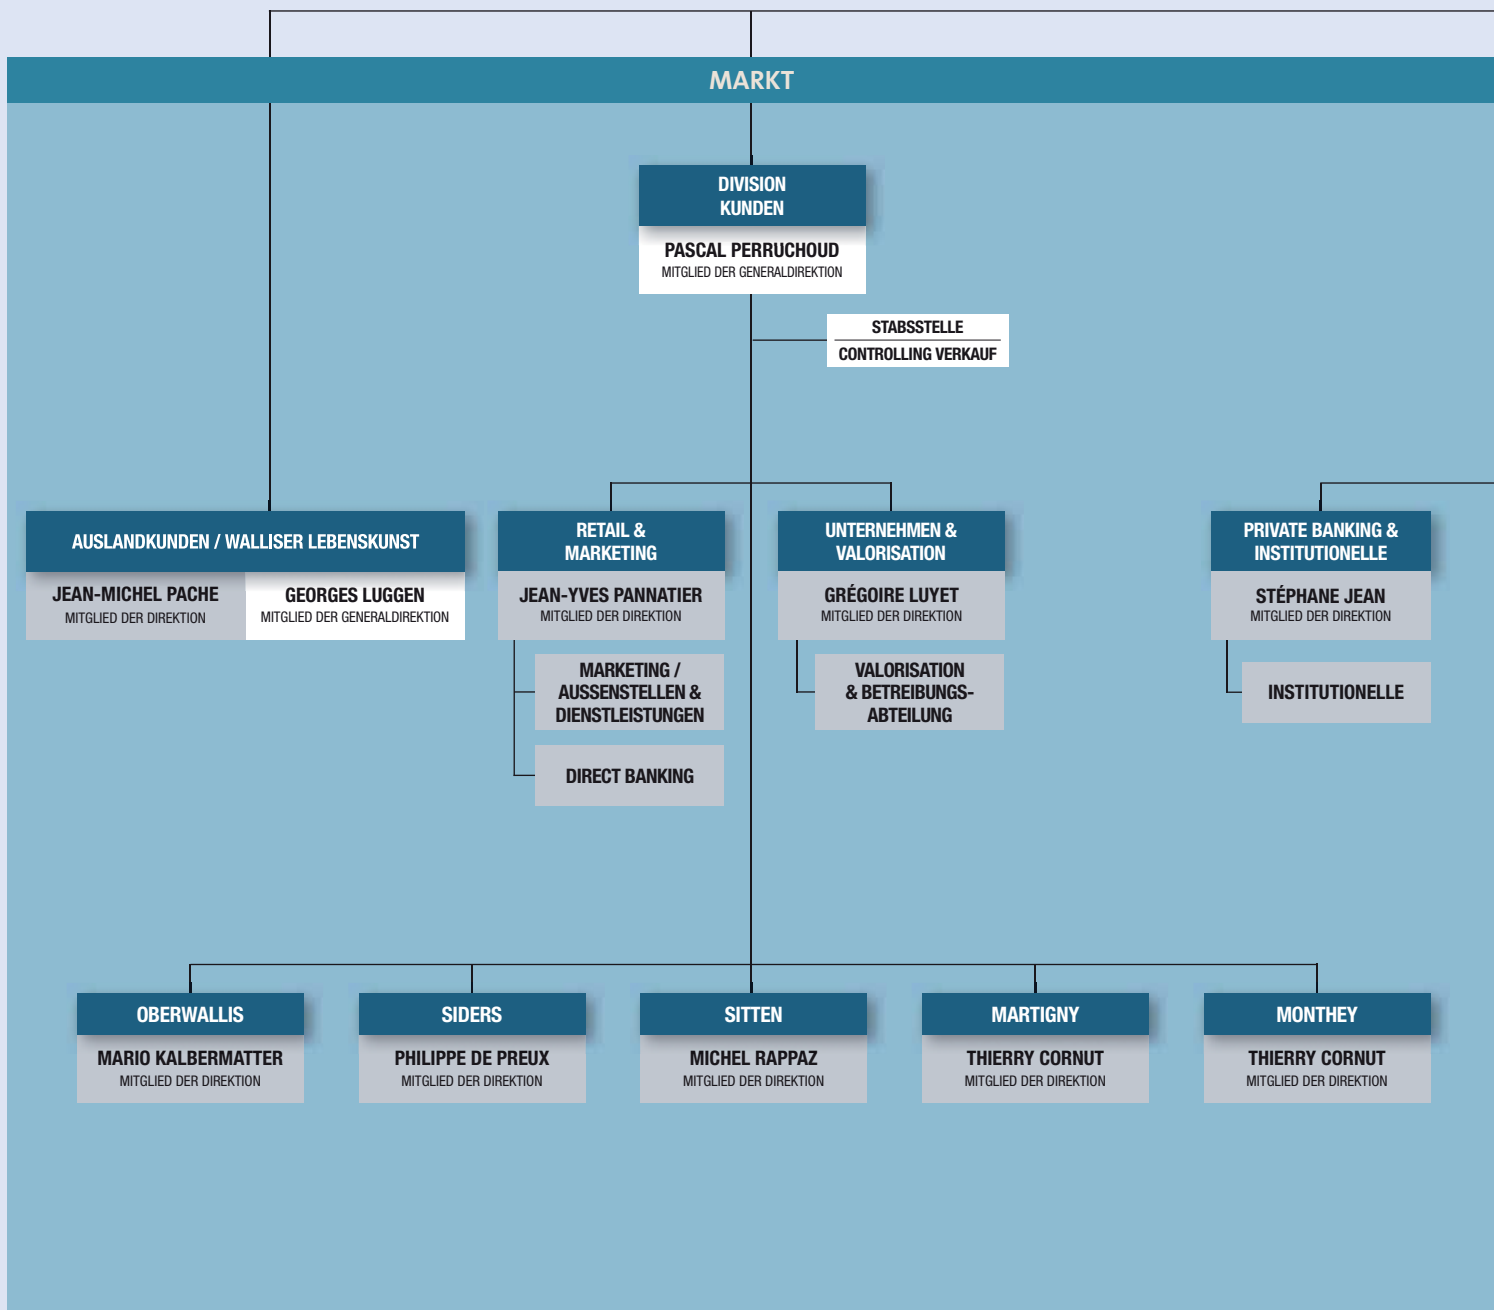 MARKT
DIVISION
KUNDEN
PASCAL PERRUCHOUD
MITGLIED DER GENERALDIREKTION
STABSSTELLE
CONTROLLING VERKAUF
AUSLANDKUNDEN / WALLISER LEBENSKUNST
JEAN-MICHEL PACHE
MITGLIED DER DIREKTION
GEORGES LUGGEN
MITGLIED DER GENERALDIREKTION
RETAIL &
MARKETING
JEAN-YVES PANNATIER
MITGLIED DER DIREKTION
MARKETING /
AUSSENSTELLEN &
DIENSTLEISTUNGEN
DIRECT BANKING
UNTERNEHMEN &
VALORISATION
GRÉGOIRE LUYET
MITGLIED DER DIREKTION
VALORISATION
& BETREIBUNGS-
ABTEILUNG
PRIVATE BANKING &
INSTITUTIONELLE
STÉPHANE JEAN
MITGLIED DER DIREKTION
INSTITUTIONELLE
OBERWALLIS
MARIO KALBERMATTER
MITGLIED DER DIREKTION
SIDERS
PHILIPPE DE PREUX
MITGLIED DER DIREKTION
SITTEN
MICHEL RAPPAZ
MITGLIED DER DIREKTION
MARTIGNY
THIERRY CORNUT
MITGLIED DER DIREKTION
MONTHEY
THIERRY CORNUT
MITGLIED DER DIREKTION